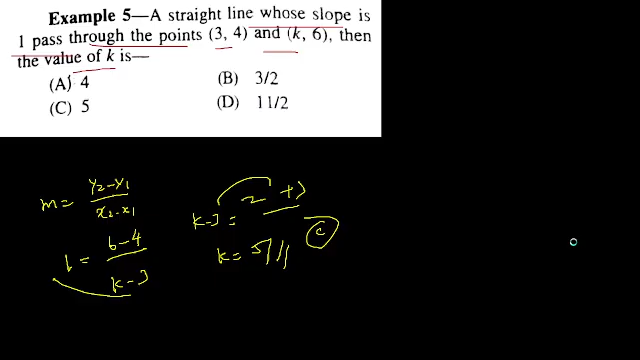 Example 5—A straight line whose slope is
1 pass through the points (3, 4) and (k, 6), then
the value of k is—
(A) 4
(B) 3/2
(C) 5
(D) 11/2
m = y2-y1/x2-x1
1 = 6-4/k-3
k-3 = 2 +3
k = 5
C